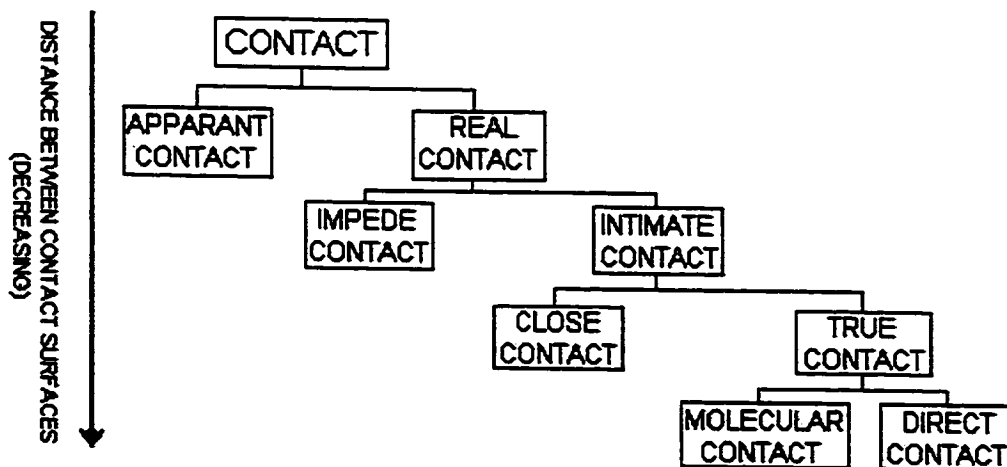 DISTANCE BETWEEN CONTACT SURFACES
(DECREASING)
CONTACT
APPARANT
CONTACT
REAL
CONTACT
IMPEDE
CONTACT
INTIMATE
CONTACT
CLOSE
CONTACT
TRUE
CONTACT
MOLECULAR
CONTACT
DIRECT
CONTACT